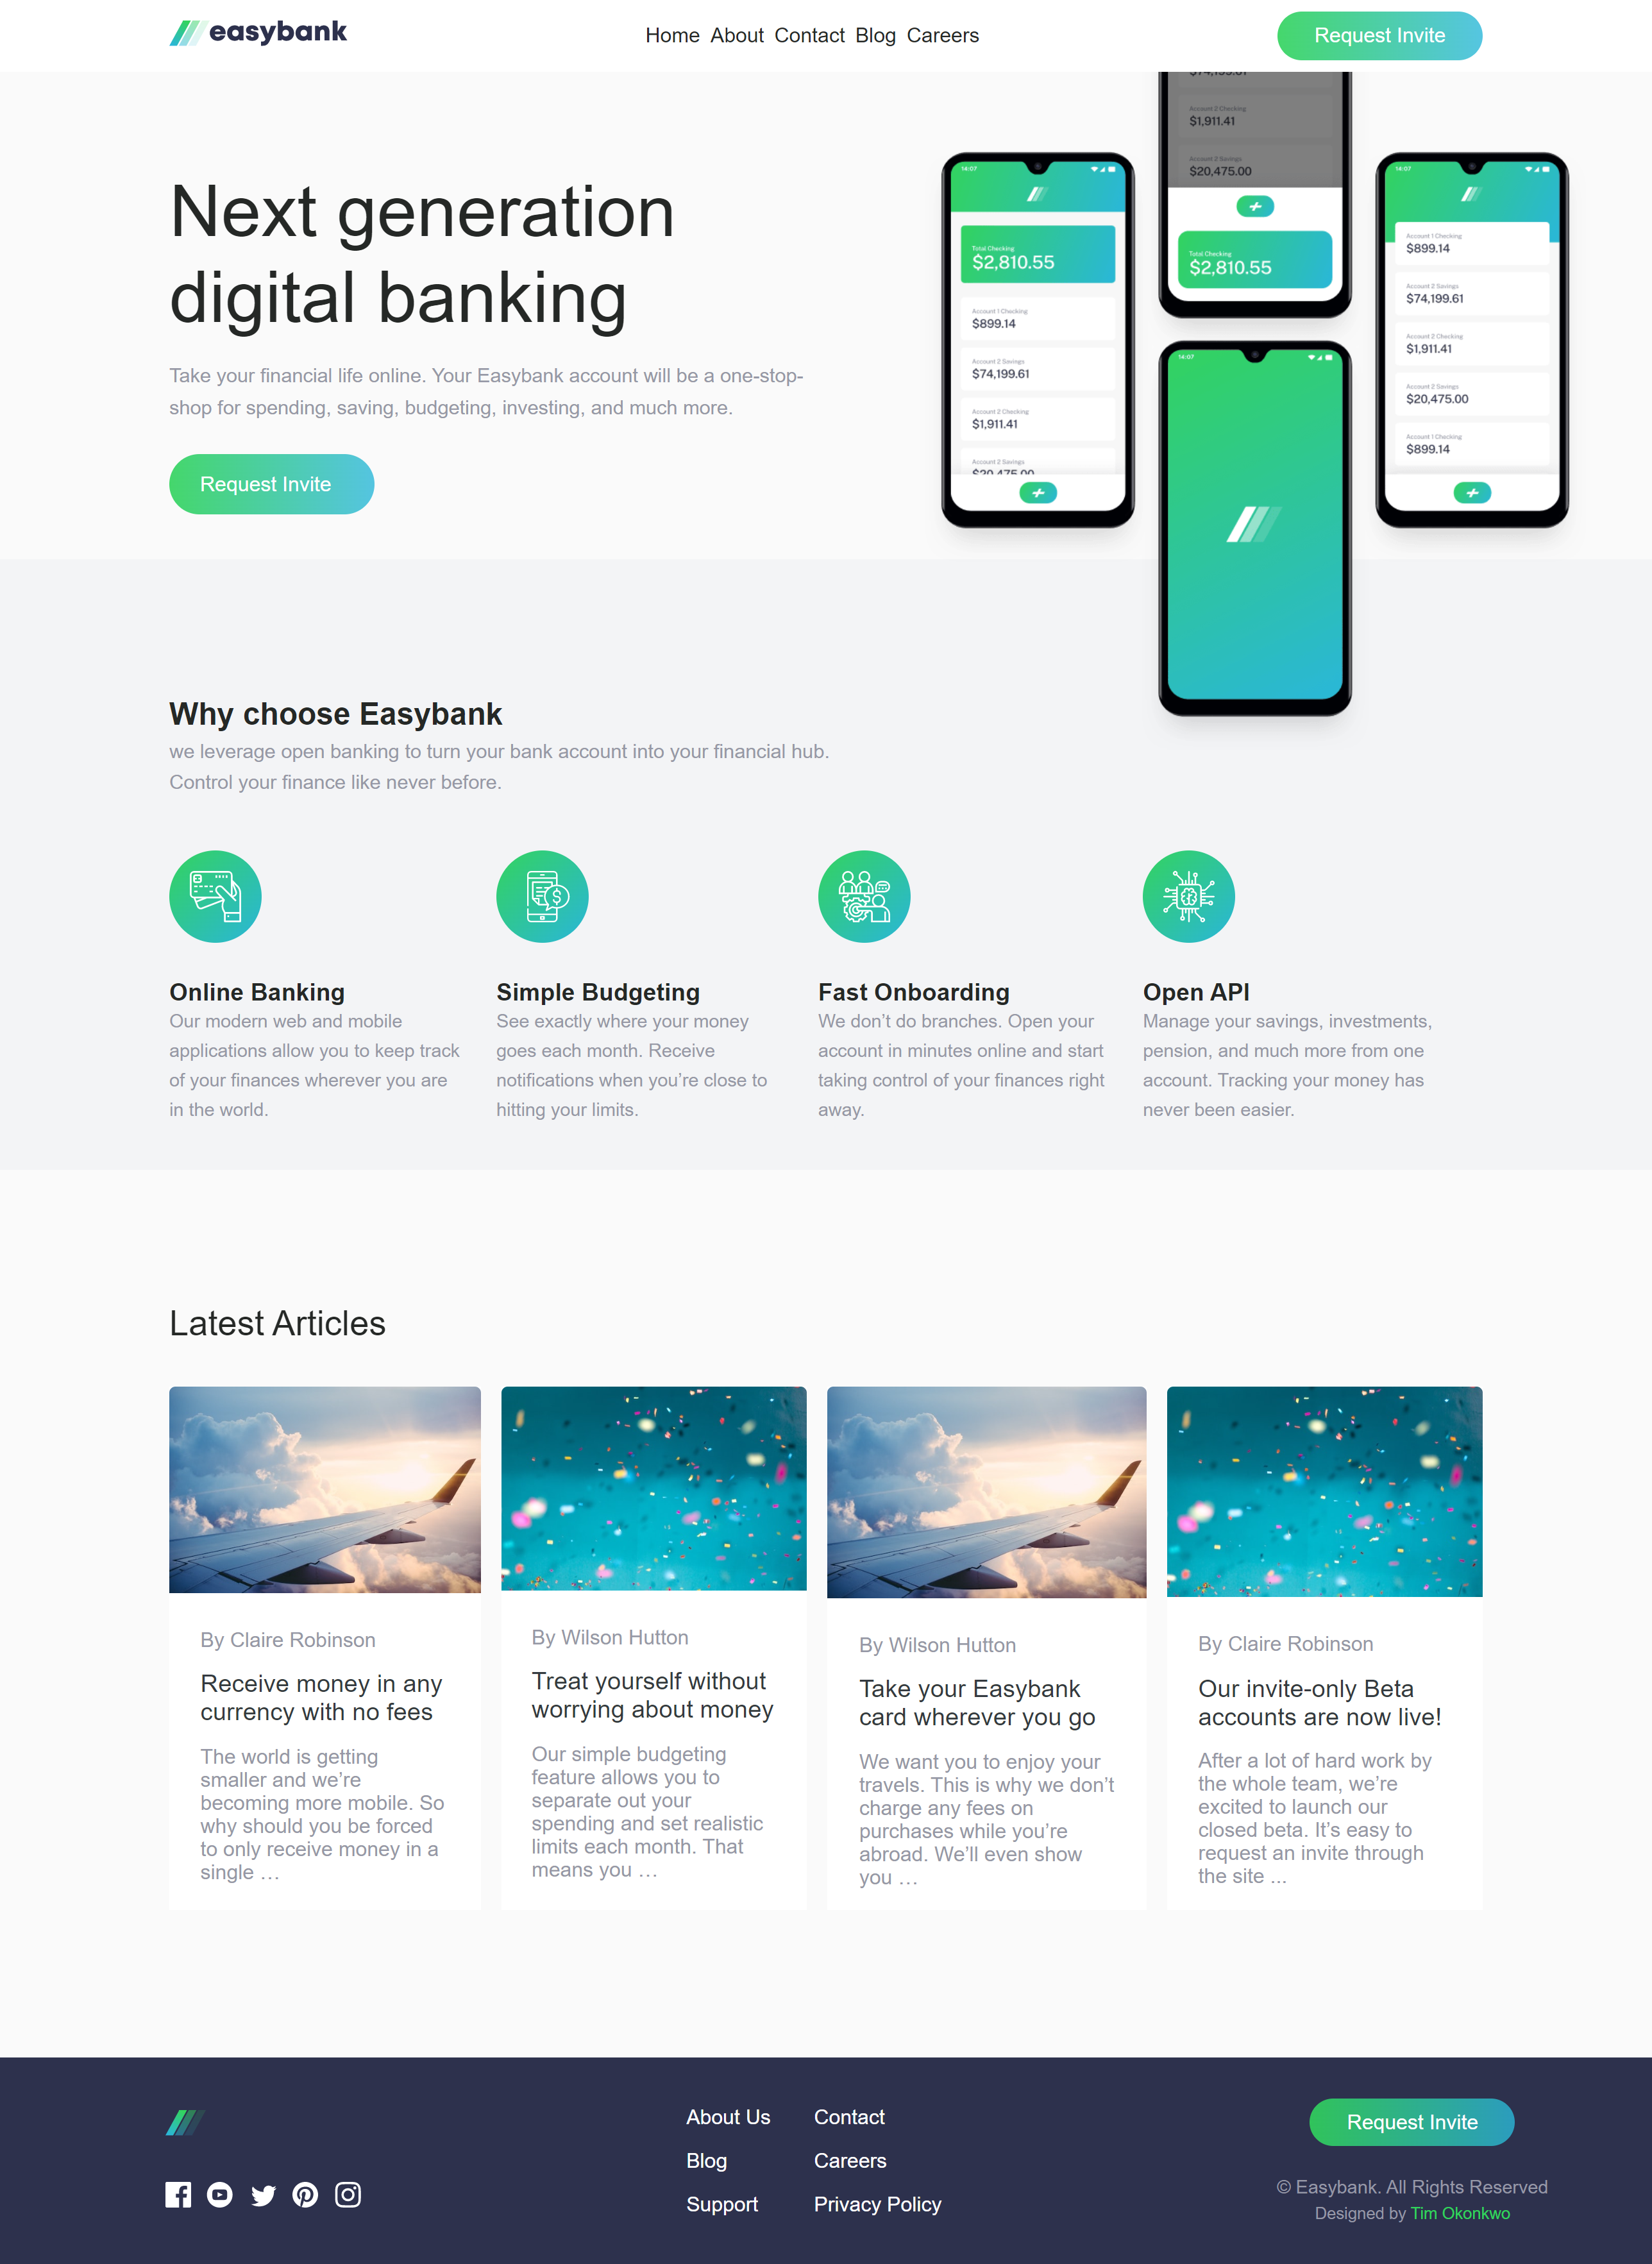 easybank
Home About Contact Blog Careers
Request Invite
Next generation
digital banking
Take your financial life online. Your Easybank account will be a one-stop-
shop for spending, saving, budgeting, investing, and much more.
Request Invite
14:07
Total Checking
$2,810.55
Account 1 Checking
$899.14
Account 2 Savings
$74,199.61
Account 2 Checking
$1,911.41
Account 2 Savings
$20,475.00
$74,199.61
Account 2 Checking
$1,911.41
Account 2 Savings
$20,475.00
Total Checking
$2,810.55
14:07
14:07
Account 1 Checking
$899.14
Account 2 Savings
$74,199.61
Account 2 Checking
$1,911.41
Account 2 Savings
$20,475.00
Account 1 Checking
$899.14
Why choose Easybank
we leverage open banking to turn your bank account into your financial hub.
Control your finance like never before.
Online Banking
Our modern web and mobile
applications allow you to keep track
of your finances wherever you are
in the world.
Simple Budgeting
See exactly where your money
goes each month. Receive
notifications when you’re close to
hitting your limits.
Fast Onboarding
We don’t do branches. Open your
account in minutes online and start
taking control of your finances right
away.
Open API
Manage your savings, investments,
pension, and much more from one
account. Tracking your money has
never been easier.
Latest Articles
By Claire Robinson
Receive money in any
currency with no fees
The world is getting
smaller and we’re
becoming more mobile. So
why should you be forced
to only receive money in a
single …
By Wilson Hutton
Treat yourself without
worrying about money
Our simple budgeting
feature allows you to
separate out your
spending and set realistic
limits each month. That
means you …
By Wilson Hutton
Take your Easybank
card wherever you go
We want you to enjoy your
travels. This is why we don’t
charge any fees on
purchases while you’re
abroad. We’ll even show
you …
By Claire Robinson
Our invite-only Beta
accounts are now live!
After a lot of hard work by
the whole team, we’re
excited to launch our
closed beta. It’s easy to
request an invite through
the site ...
About Us
Blog
Support
Contact
Careers
Privacy Policy
Request Invite
© Easybank. All Rights Reserved
Designed by Tim Okonkwo